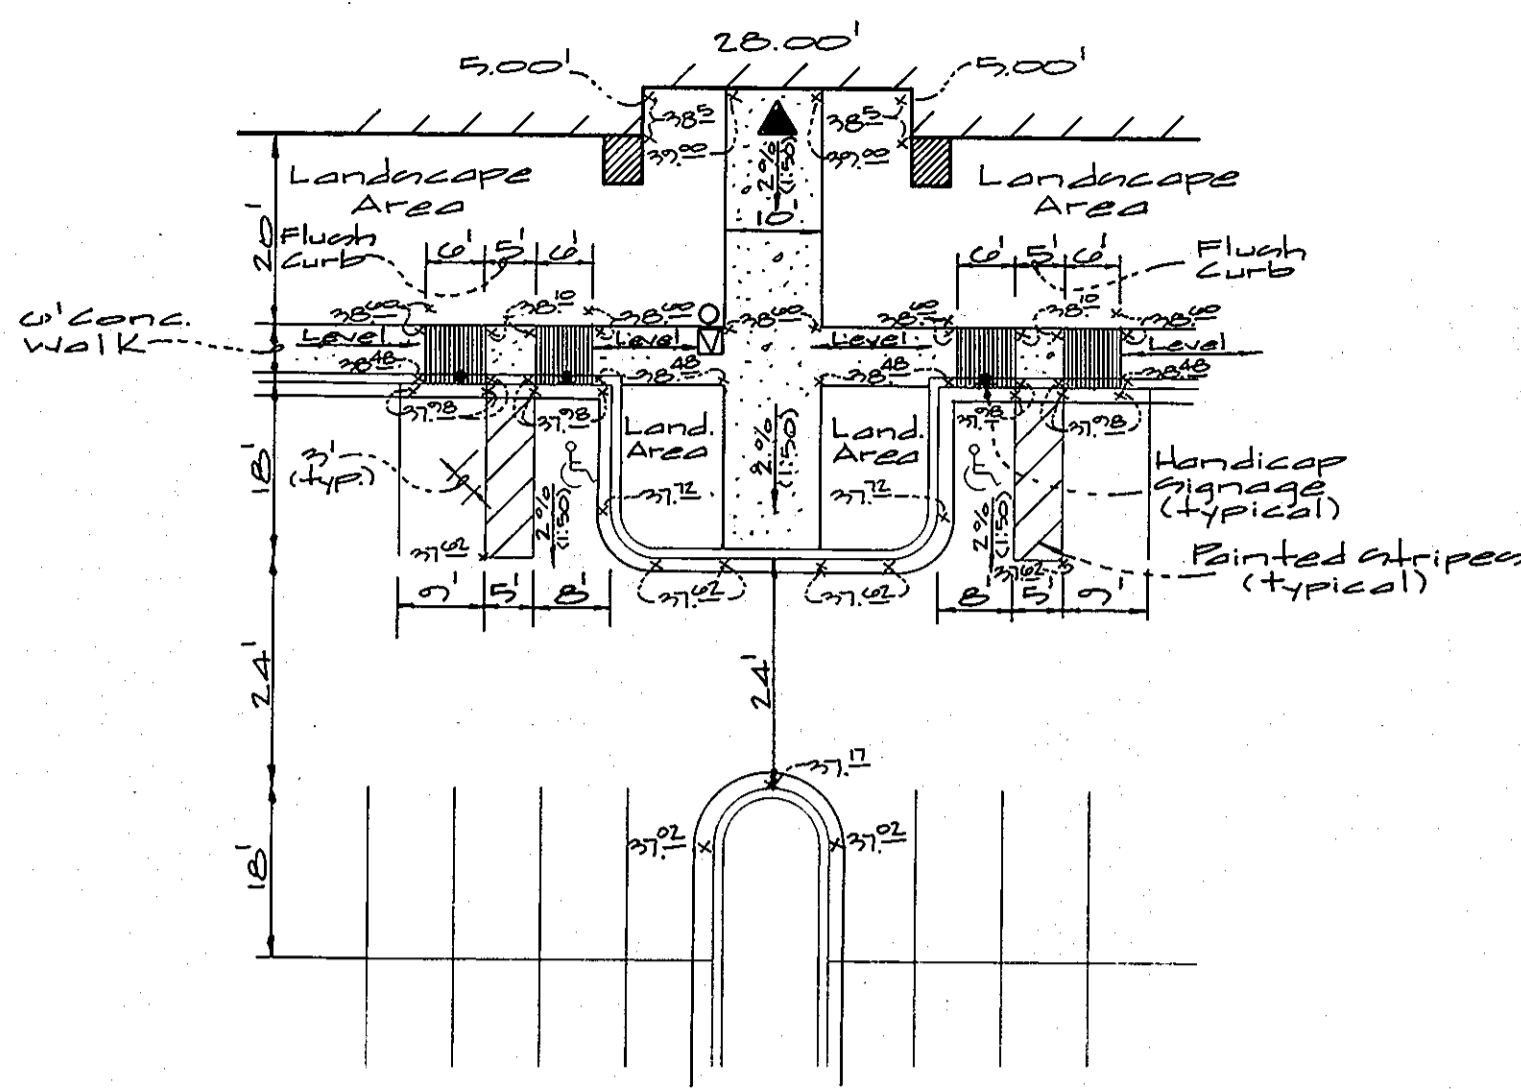 28.00'
5.00'
5.00'
38.5
38.5
39.00
39.00
2%
(1:50)
Landscape
Area
Landscape
Area
10'
20'
Flush
Curb
6'
5'
6'
6'
5'
6'
Flush
Curb
6' Conc.
Walk
38.60
38.10
38.60
38.60
38.60
38.10
38.60
Level
Level
Level
Level
38.48
38.48
38.48
38.48
37.98
37.98
37.98
37.98
Land.
Area
Land.
Area
2%
(1:50)
18'
3'
(typ.)
2%
(1:50)
37.72
37.72
2%
(1:50)
Handicap
Signage
(typical)
Painted Stripes
(typical)
37.62
37.62
37.62
37.62
9'
5'
8'
8'
5'
9'
24'
24'
37.17
37.02
37.02
18'